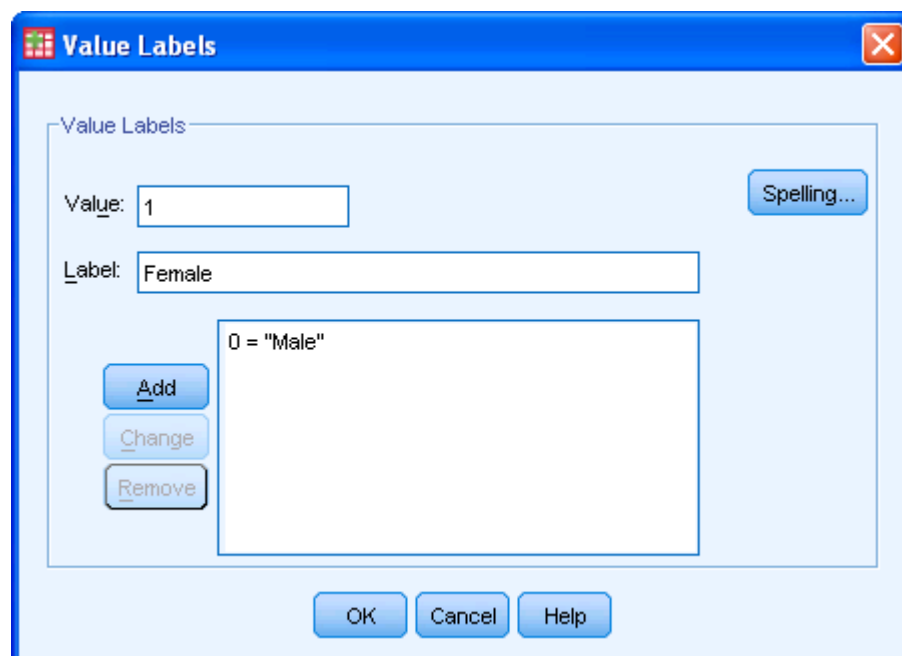 Value Labels
Value Labels
Value: 1
Spelling...
Label: Female
0 = "Male"
Add
Change
Remove
OK Cancel Help